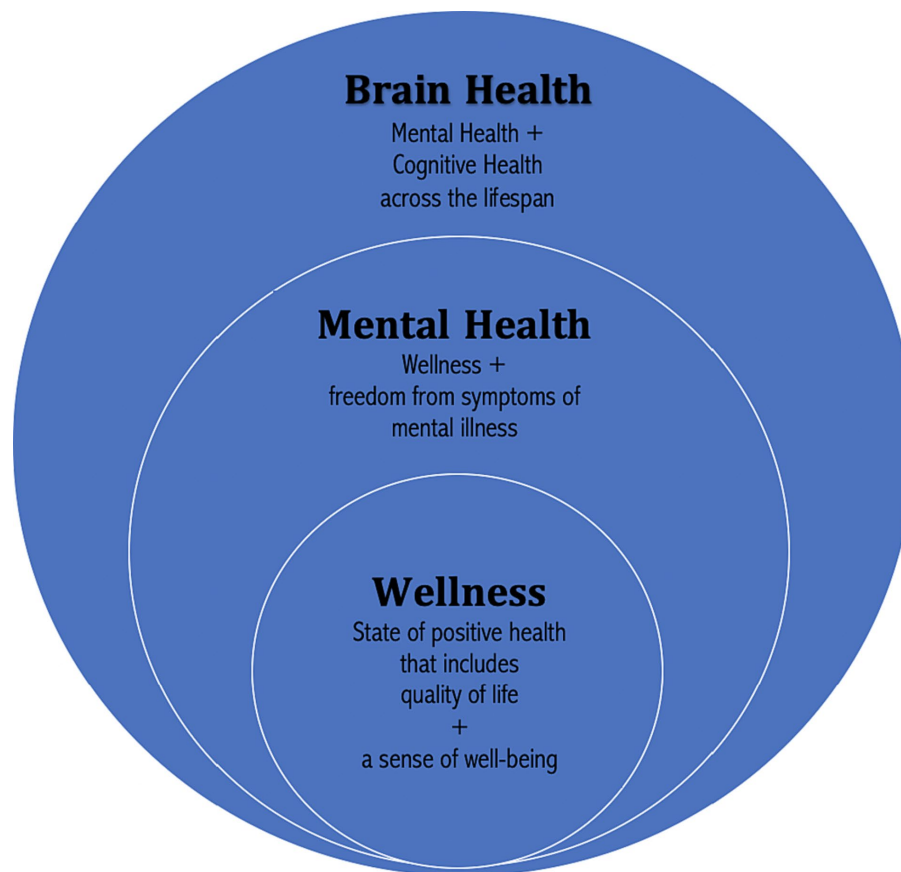 Brain Health
Mental Health +
Cognitive Health
across the lifespan
Mental Health
Wellness +
freedom from symptoms of
mental illness
Wellness
State of positive health
that includes
quality of life
+
a sense of well-being